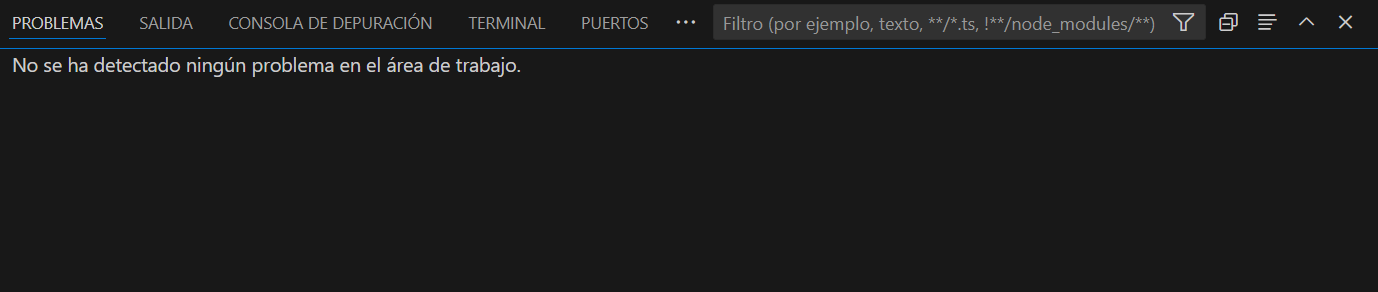 PROBLEMAS SALIDA CONSOLA DE DEPURACIÓN TERMINAL PUERTOS ··· Filtro (por ejemplo, texto, **/*.ts, !**/node_modules/**)
No se ha detectado ningún problema en el área de trabajo.